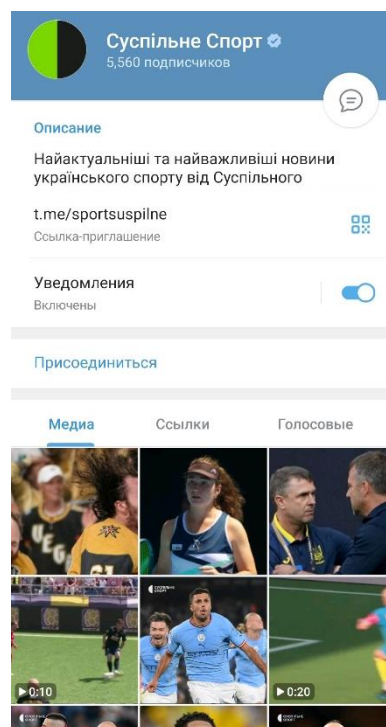 Суспільне Спорт
5,560 подписчиков
Описание
Найактуальніші та найважливіші новини
українського спорту від Суспільного
t.me/sportsuspilne
Ссылка-приглашение
Уведомления
Включены
Присоединиться
Медиа Ссылки Голосовые
0:10
0:20